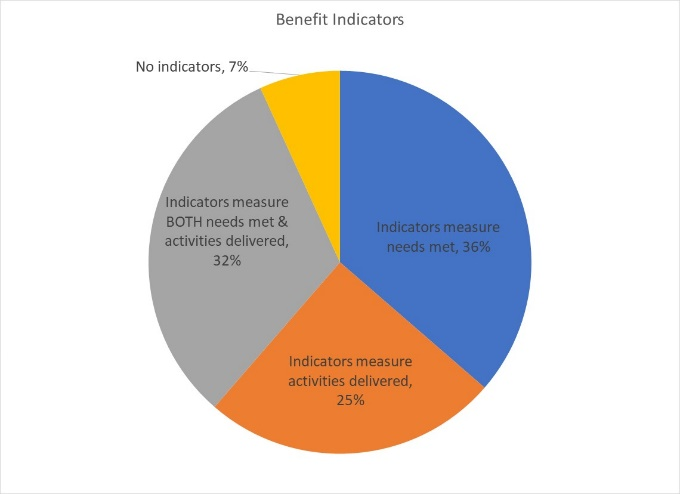 Benefit Indicators
No indicators, 7%
Indicators measure
needs met, 36%
Indicators measure
BOTH needs met &
activities delivered,
32%
Indicators measure
activities delivered,
25%